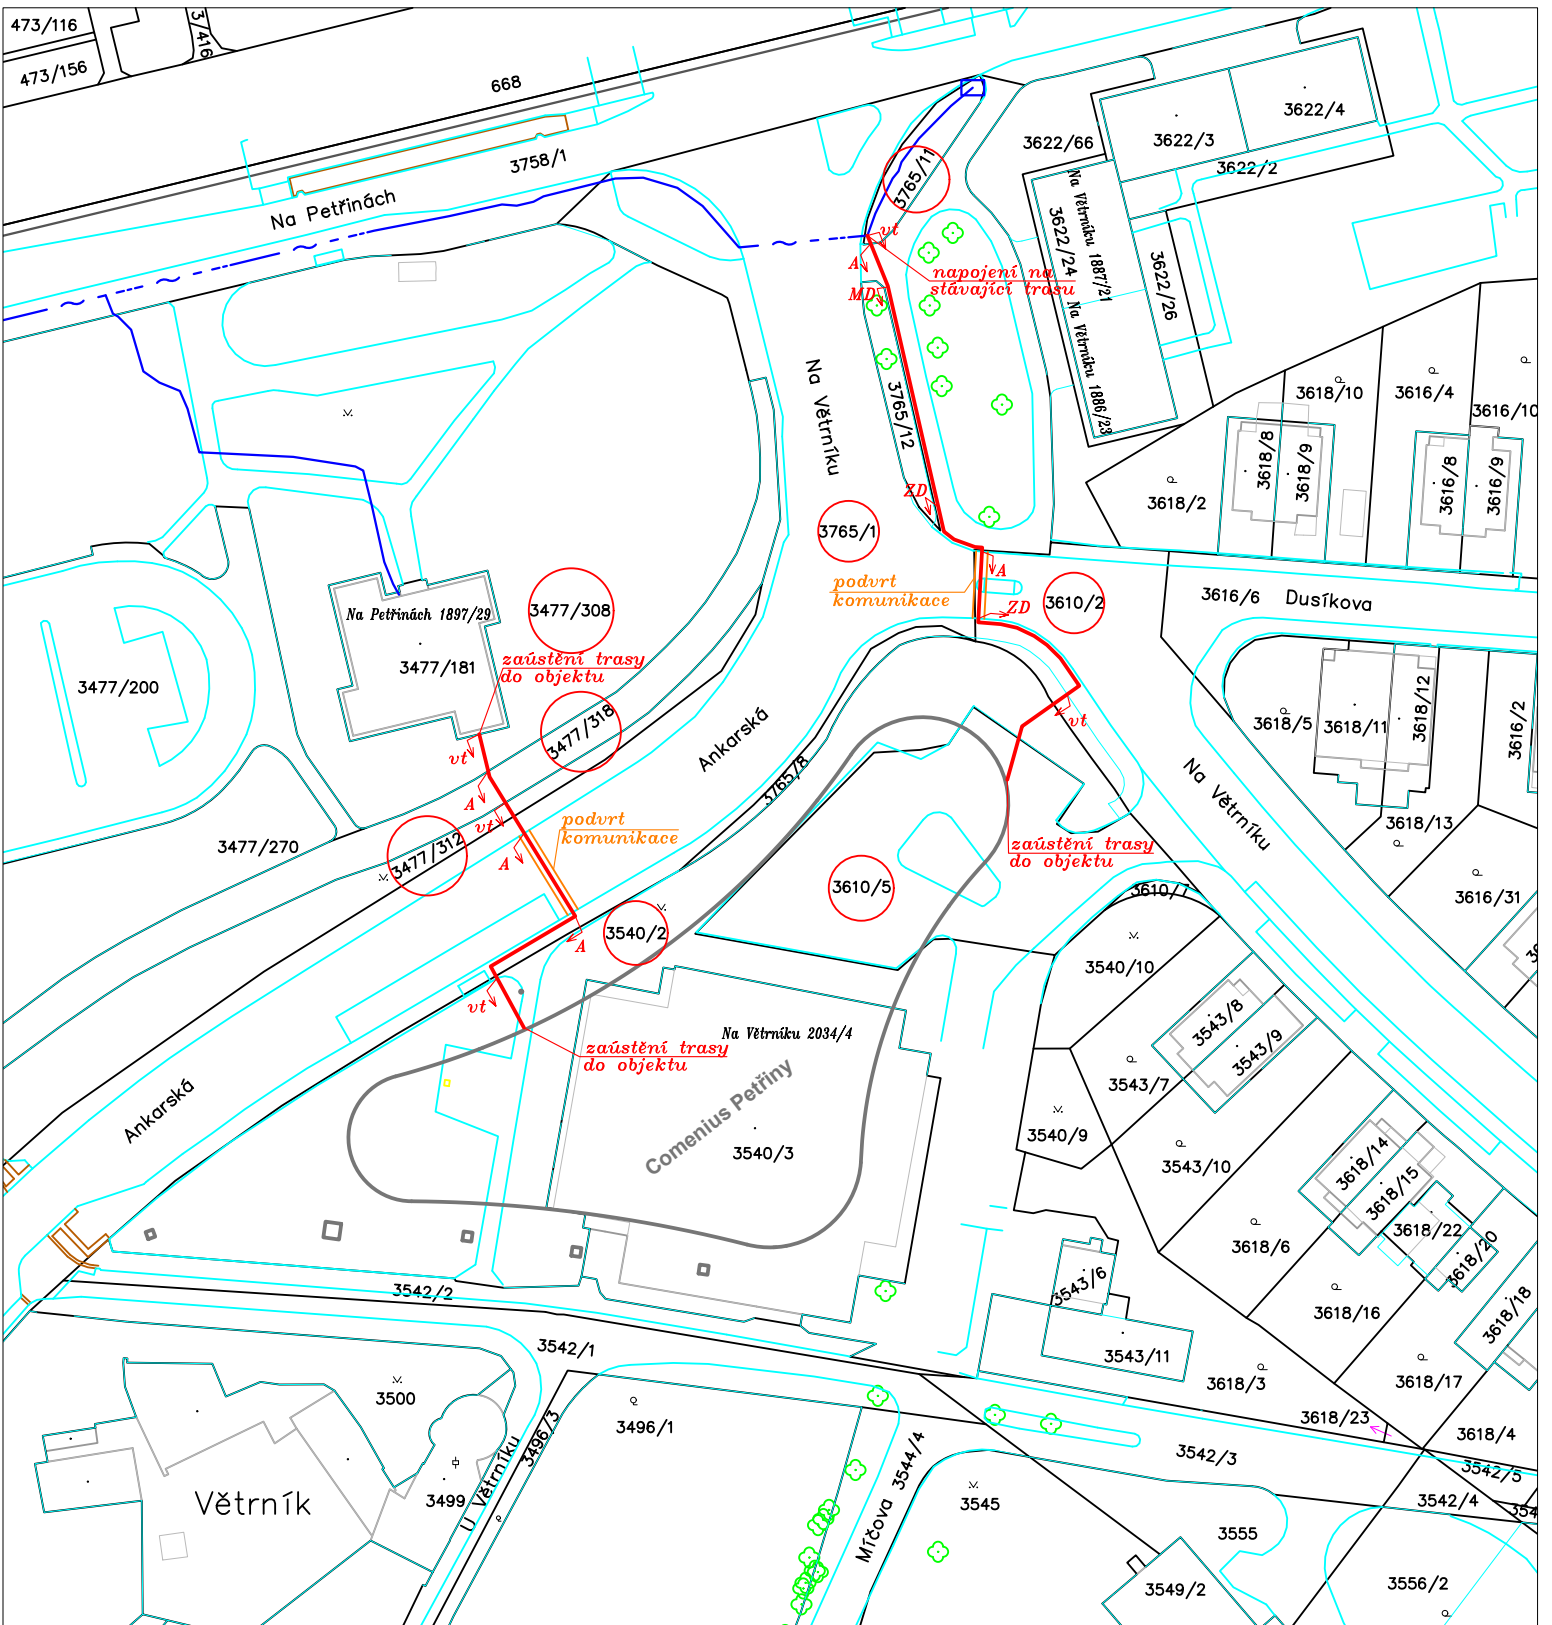 473/116
3/416
473/156
668
3758/1
Na Petřinách
3622/4
3622/3
3622/66
3622/2
3765/11
vt
A
napojení na
stávající trasu
MD
Na Větrníku 1887/21
3622/24
3622/26
Na Větrníku 1886/23
Na Větrníku
3765/12
3618/10
3616/4
3616/10
3618/8
3618/9
3616/8
3616/9
3618/2
ZD
3765/1
podvrt
komunikace
A
ZD
3610/2
3616/6
Dusíkova
Na Petřinách 1897/29
3477/308
3477/181
zaústění trasy
do objektu
3477/200
3477/318
vt
A
vt
Ankarská
3765/8
vt
3618/5
3618/11
3618/12
3616/2
Na Větrníku
3618/13
podvrt
komunikace
3477/270
3477/312
A
zaústění trasy
do objektu
3610/5
3610/7
3616/31
3540/2
A
3540/10
vt
Na Větrníku 2034/4
3543/8
3543/9
zaústění trasy
do objektu
3543/7
Comenius Petřiny
Ankarská
3540/3
3540/9
3543/10
3618/14
3618/15
3618/22
3618/20
3618/6
3542/2
3543/6
3618/16
3618/18
3542/1
3543/11
3618/3
3618/17
3500
3496/3
3496/1
3618/23
3618/4
3542/3
3542/5
3542/4
354
Větrník
3499
U Větrníku
Míčova
3544/4
3545
3555
3549/2
3556/2